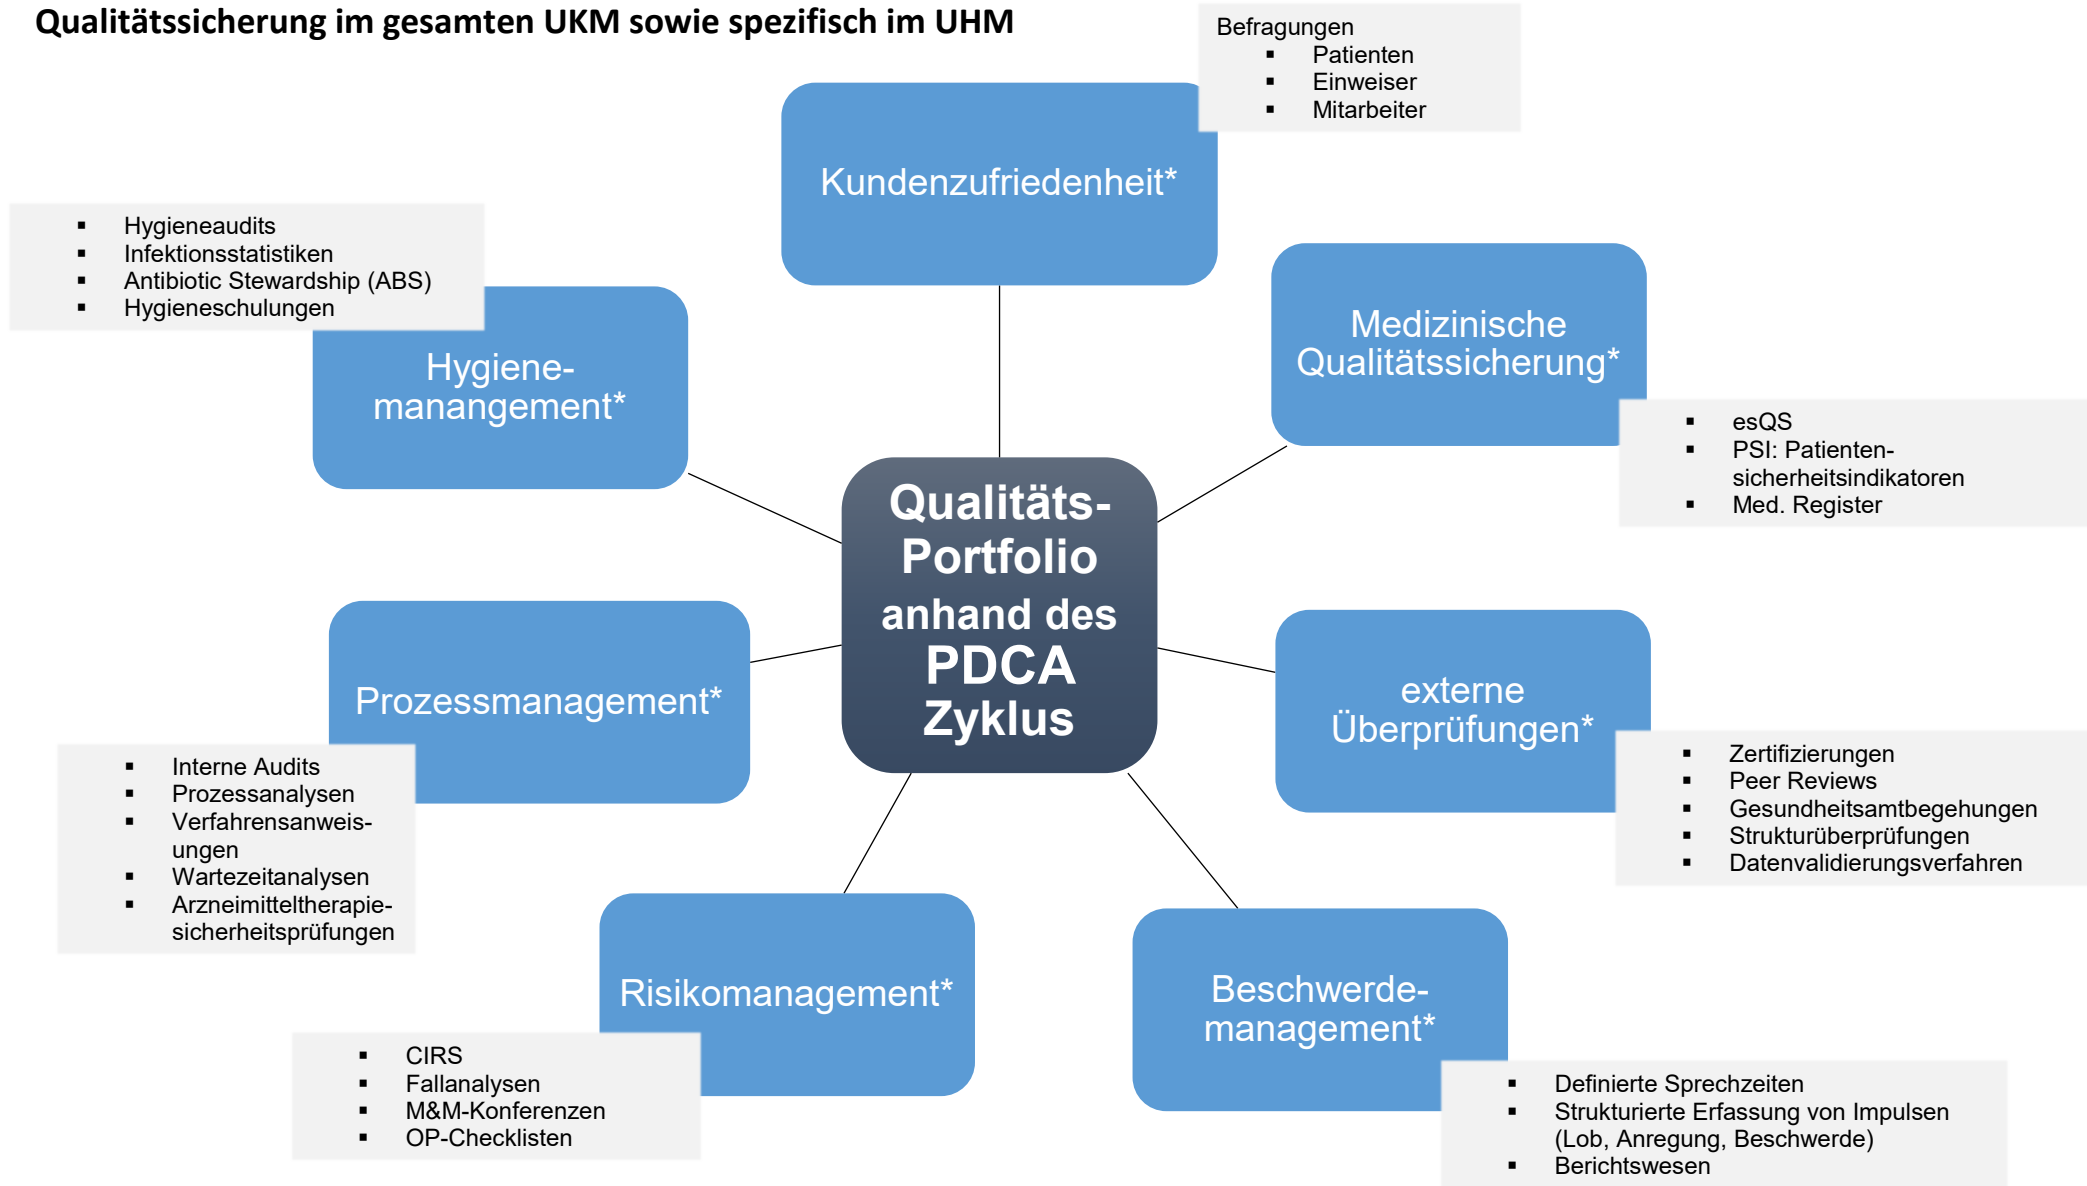 Qualitätssicherung im gesamten UKM sowie spezifisch im UHM
Befragungen
▪ Patienten
▪ Einweiser
▪ Mitarbeiter
Kundenzufriedenheit*
▪ Hygieneaudits
▪ Infektionsstatistiken
▪ Antibiotic Stewardship (ABS)
▪ Hygieneschulungen
Hygiene-
manangement*
Medizinische
Qualitätssicherung*
▪ esQS
▪ PSI: Patienten-
sicherheitsindikatoren
▪ Med. Register
Qualitäts-
Portfolio
anhand des
PDCA
Zyklus
Prozessmanagement*
▪ Interne Audits
▪ Prozessanalysen
▪ Verfahrensanweis-
ungen
▪ Wartezeitanalysen
▪ Arzneimitteltherapie-
sicherheitsprüfungen
externe
Überprüfungen*
▪ Zertifizierungen
▪ Peer Reviews
▪ Gesundheitsamtbegehungen
▪ Strukturüberprüfungen
▪ Datenvalidierungsverfahren
Risikomanagement*
▪ CIRS
▪ Fallanalysen
▪ M&M-Konferenzen
▪ OP-Checklisten
Beschwerde-
management*
▪ Definierte Sprechzeiten
▪ Strukturierte Erfassung von Impulsen
(Lob, Anregung, Beschwerde)
▪ Berichtswesen